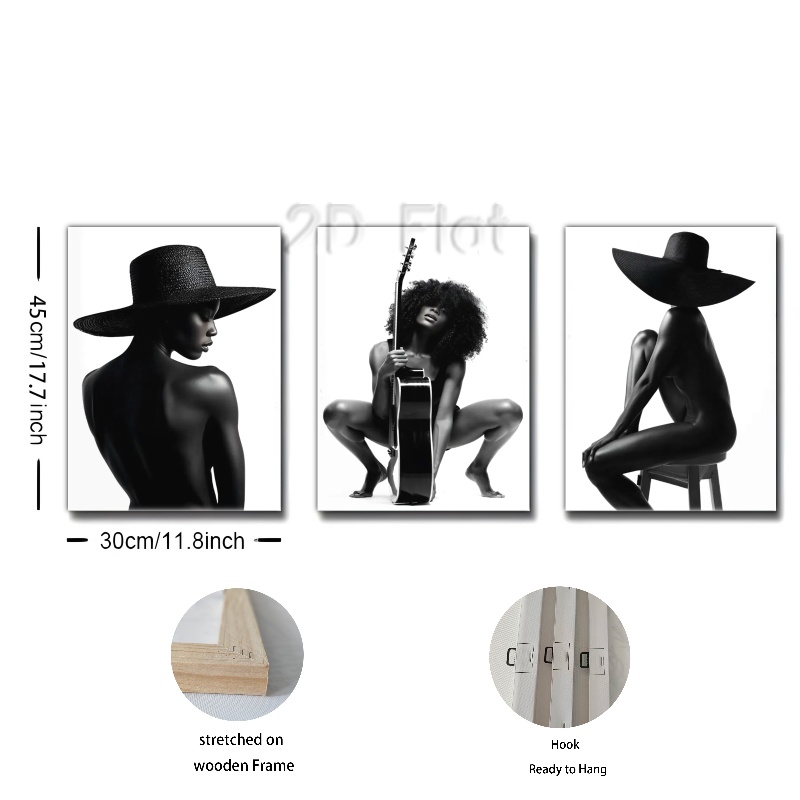 2D Flat
45cm/17.7inch
30cm/11.8inch
stretched on
wooden Frame
Hook
Ready to Hang